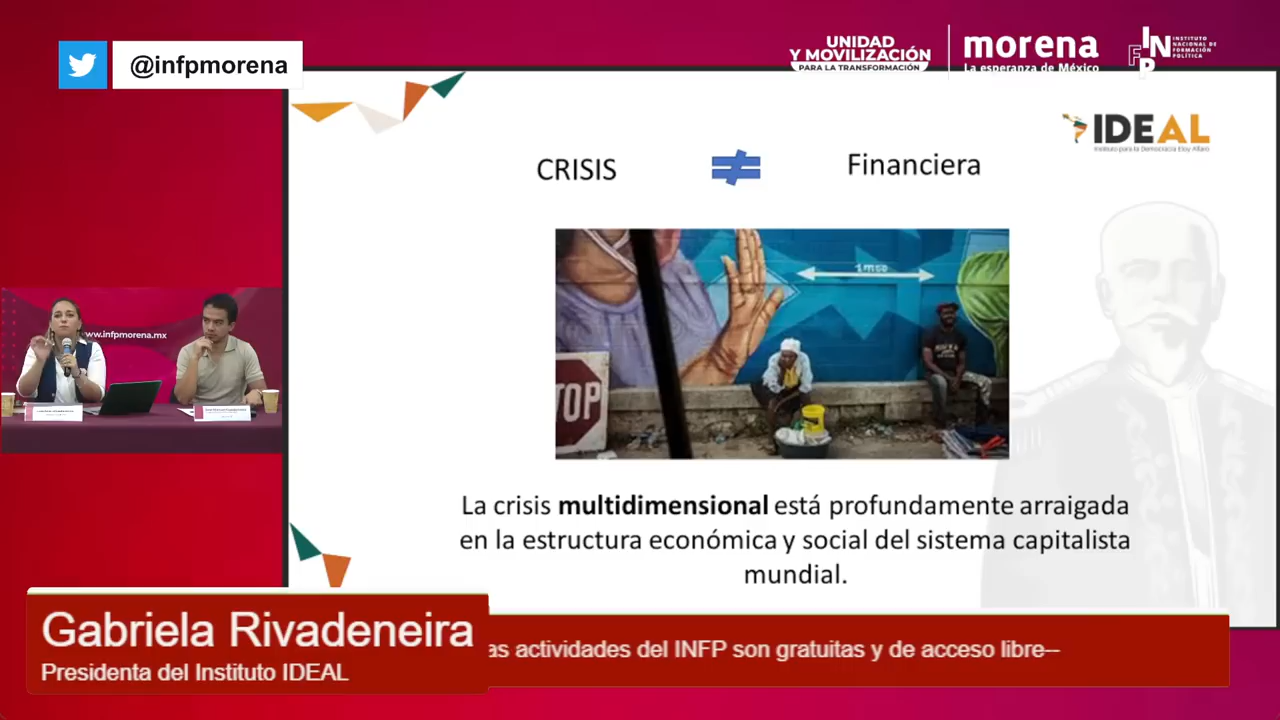 @infpmorena
UNIDAD
Y MOVILIZACIÓN
PARA LA TRANSFORMACIÓN
morena
La esperanza de México
INFP
INSTITUTO
NACIONAL DE
FORMACIÓN
POLÍTICA
IDEAL
Instituto para la Democracia Eloy Alfaro
CRISIS
≠
Financiera
1 mèt
STOP
www.infpmorena.mx
La crisis multidimensional está profundamente arraigada
en la estructura económica y social del sistema capitalista
mundial.
Gabriela Rivadeneira
Presidenta del Instituto IDEAL
as actividades del INFP son gratuitas y de acceso libre--